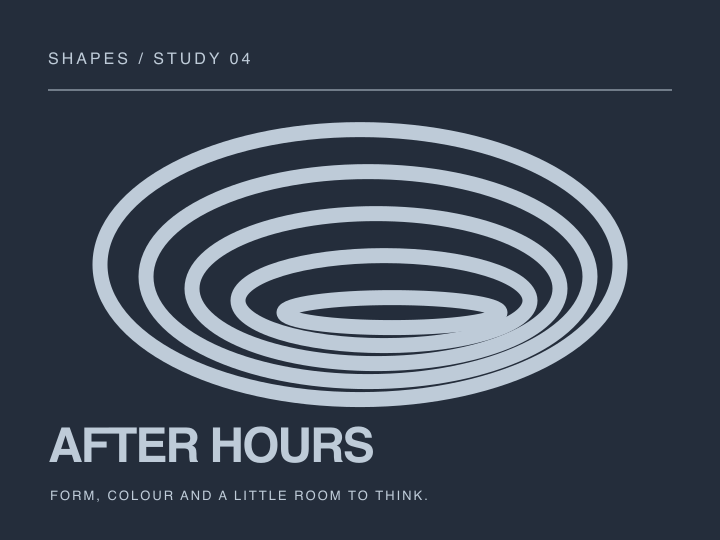 SHAPES / STUDY 04
AFTER HOURS
FORM, COLOUR AND A LITTLE ROOM TO THINK.